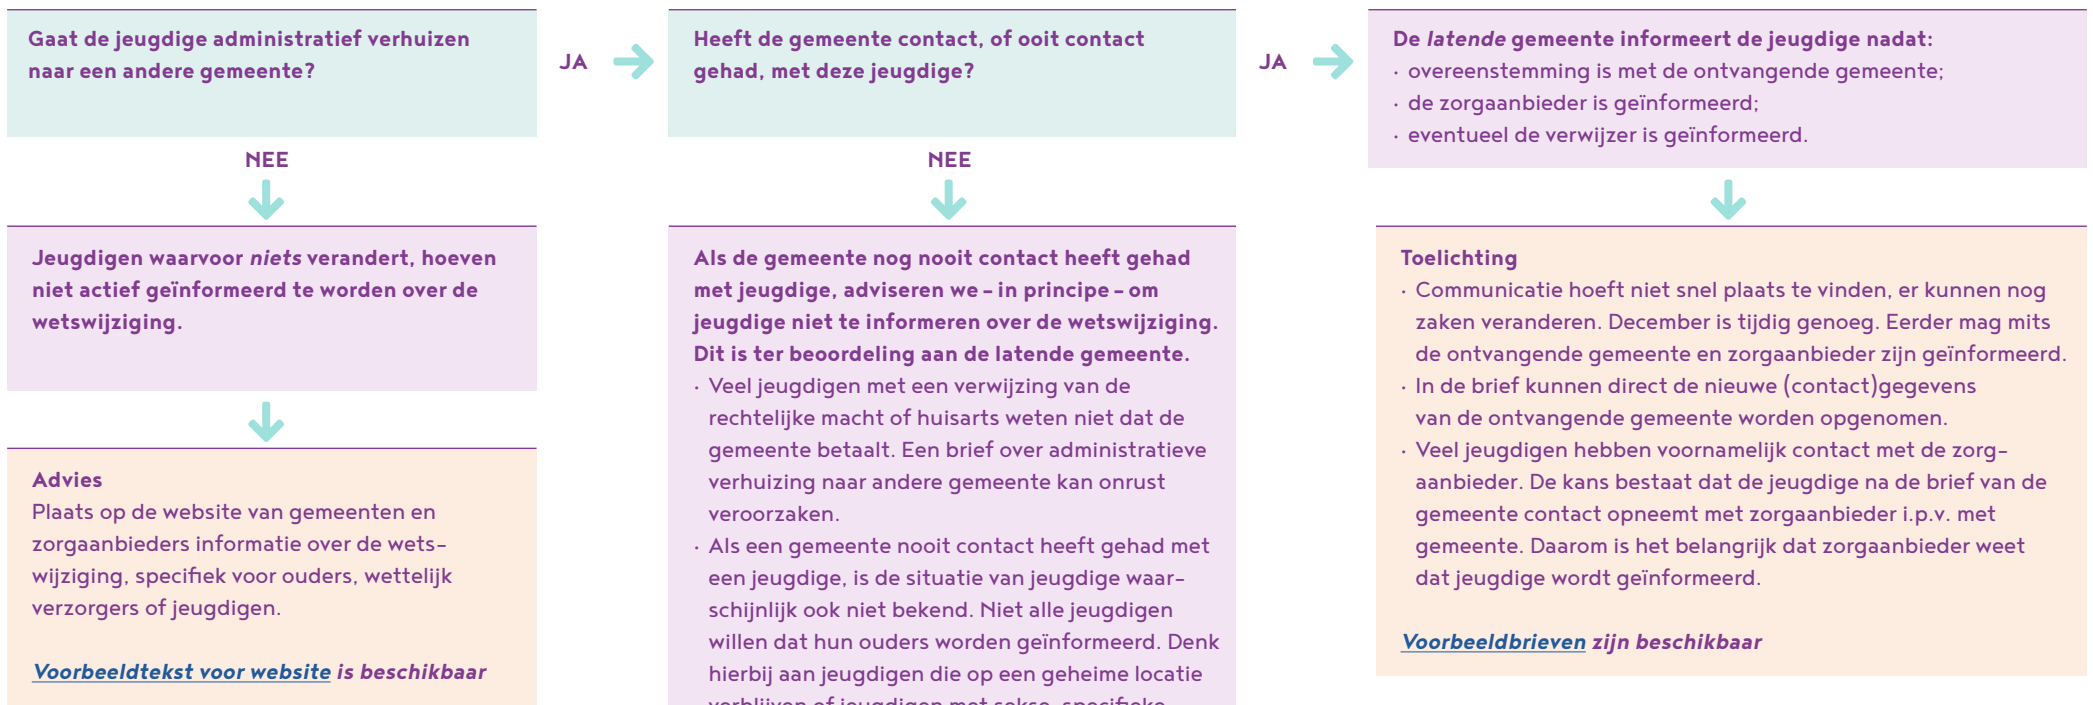 Gaat de jeugdige administratief verhuizen
naar een andere gemeente?
JA
Heeft de gemeente contact, of ooit contact
gehad, met deze jeugdige?
JA
De latende gemeente informeert de jeugdige nadat:
· overeenstemming is met de ontvangende gemeente;
· de zorgaanbieder is geïnformeerd;
· eventueel de verwijzer is geïnformeerd.
NEE
NEE
Jeugdigen waarvoor niets verandert, hoeven
niet actief geïnformeerd te worden over de
wetswijziging.
Advies
Plaats op de website van gemeenten en
zorgaanbieders informatie over de wets-
wijziging, specifiek voor ouders, wettelijk
verzorgers of jeugdigen.
Voorbeeldtekst voor website is beschikbaar
Als de gemeente nog nooit contact heeft gehad
met jeugdige, adviseren we – in principe – om
jeugdige niet te informeren over de wetswijziging.
Dit is ter beoordeling aan de latende gemeente.
· Veel jeugdigen met een verwijzing van de
rechtelijke macht of huisarts weten niet dat de
gemeente betaalt. Een brief over administratieve
verhuizing naar andere gemeente kan onrust
veroorzaken.
· Als een gemeente nooit contact heeft gehad met
een jeugdige, is de situatie van jeugdige waar-
schijnlijk ook niet bekend. Niet alle jeugdigen
willen dat hun ouders worden geïnformeerd. Denk
hierbij aan jeugdigen die op een geheime locatie
verblijven of jeugdigen met sekse-specifieke
Toelichting
· Communicatie hoeft niet snel plaats te vinden, er kunnen nog
zaken veranderen. December is tijdig genoeg. Eerder mag mits
de ontvangende gemeente en zorgaanbieder zijn geïnformeerd.
· In de brief kunnen direct de nieuwe (contact)gegevens
van de ontvangende gemeente worden opgenomen.
· Veel jeugdigen hebben voornamelijk contact met de zorg-
aanbieder. De kans bestaat dat de jeugdige na de brief van de
gemeente contact opneemt met zorgaanbieder i.p.v. met
gemeente. Daarom is het belangrijk dat zorgaanbieder weet
dat jeugdige wordt geïnformeerd.
Voorbeeldbrieven zijn beschikbaar